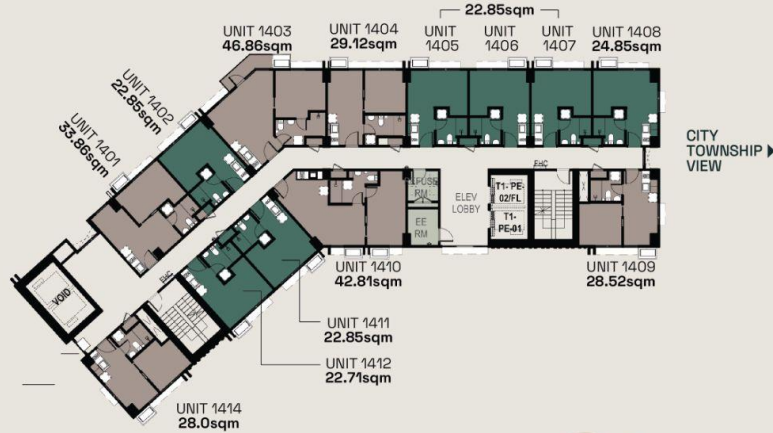 22.85sqm
UNIT 1403
46.86sqm
UNIT 1404
29.12sqm
UNIT
1405
UNIT
1406
UNIT
1407
UNIT 1408
24.85sqm
UNIT 1402
22.85sqm
UNIT 1401
33.86sqm
CITY
TOWNSHIP
VIEW
FHC
ELEV
LOBBY
T1- PE-
02/FL
T1-
PE-01
RM
EE
RM
VOID
FHC
UNIT 1410
42.81sqm
UNIT 1409
28.52sqm
UNIT 1411
22.85sqm
UNIT 1412
22.71sqm
UNIT 1414
28.0sqm